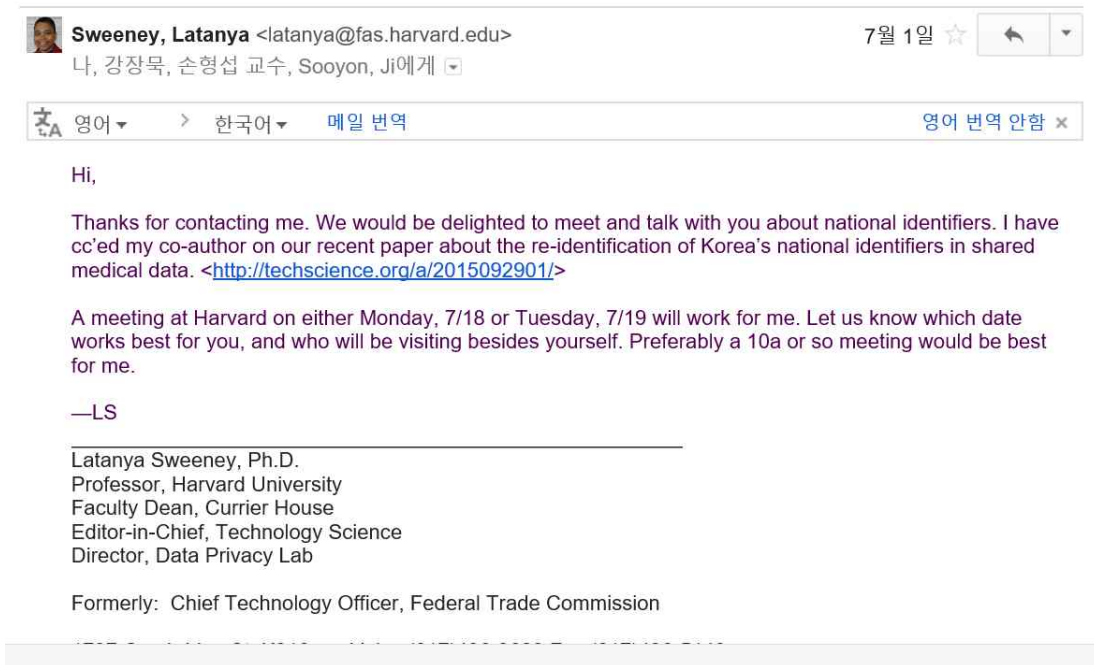 Sweeney, Latanya <latanya@fas.harvard.edu>
7월 1일
나, 강장묵, 손형섭 교수, Sooyon, Ji에게
영어 > 한국어 메일 번역
영어 번역 안함 ×
Hi,
Thanks for contacting me. We would be delighted to meet and talk with you about national identifiers. I have
cc'ed my co-author on our recent paper about the re-identification of Korea's national identifiers in shared
medical data. <http://techscience.org/a/2015092901/>
A meeting at Harvard on either Monday, 7/18 or Tuesday, 7/19 will work for me. Let us know which date
works best for you, and who will be visiting besides yourself. Preferably a 10a or so meeting would be best
for me.
—LS
Latanya Sweeney, Ph.D.
Professor, Harvard University
Faculty Dean, Currier House
Editor-in-Chief, Technology Science
Director, Data Privacy Lab
Formerly: Chief Technology Officer, Federal Trade Commission